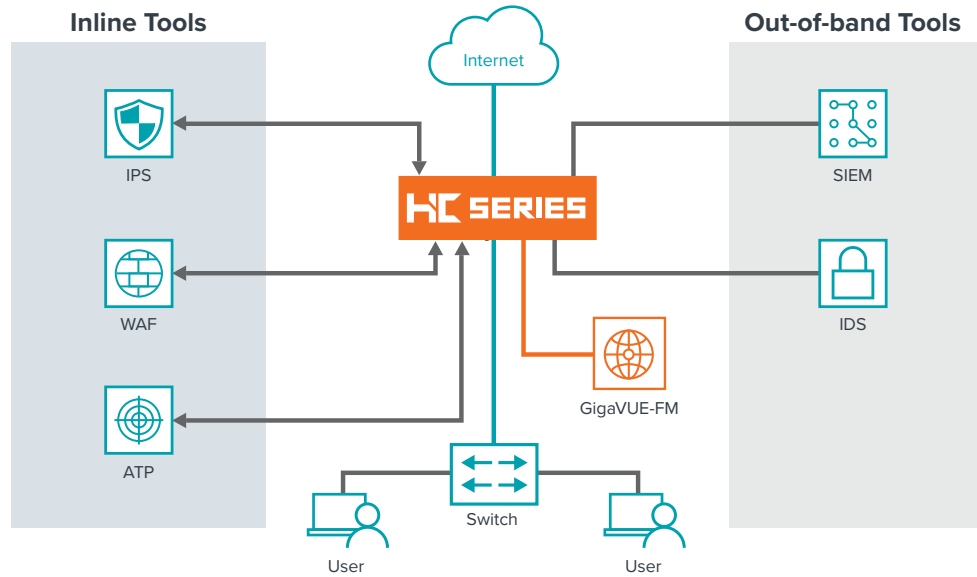 Inline Tools
Out-of-band Tools
Internet
IPS
SIEM
HC SERIES
WAF
IDS
GigaVUE-FM
ATP
Switch
User
User